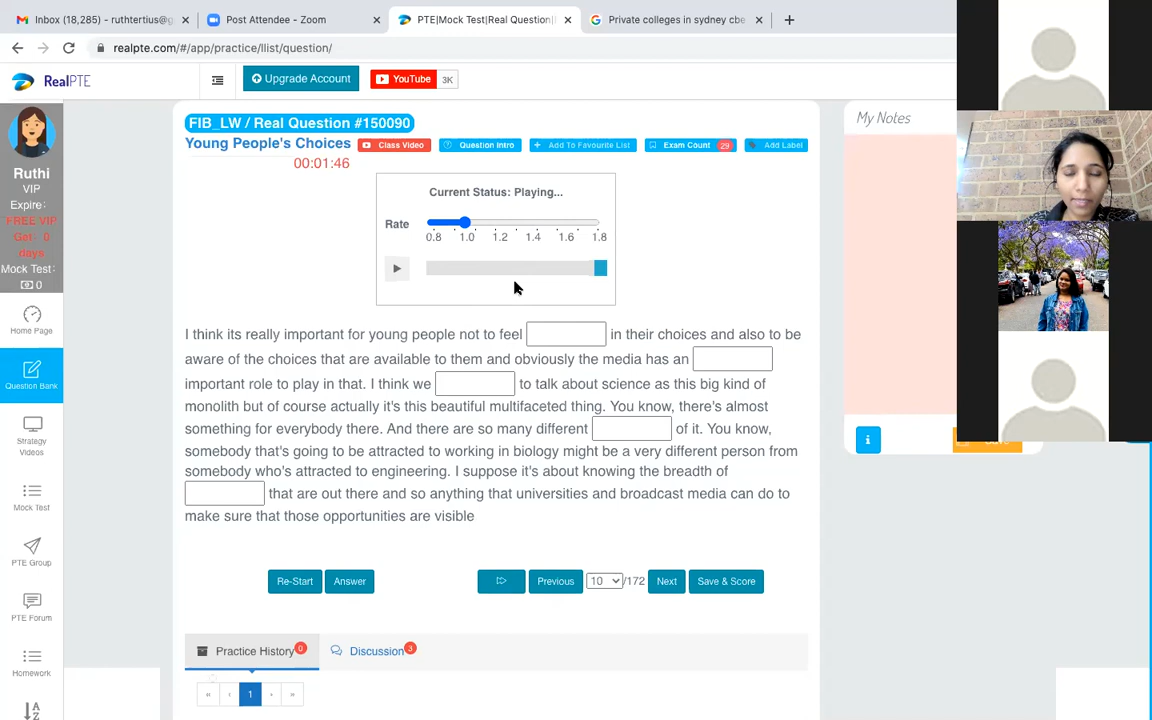 Inbox (18,285) - ruthtertius@g
Post Attendee - Zoom
PTE|Mock Test|Real Question|
Private colleges in sydney cbe
realpte.com/#/app/practice/llist/question/
RealPTE
Upgrade Account
YouTube 3K
Ruthi
VIP
Expire:
FREE VIP
Get: 0
days
Mock Test:
0
Home Page
Question Bank
Strategy
Videos
Mock Test
PTE Group
PTE Forum
Homework
FIB_LW / Real Question #150090
Young People's Choices
Class Video
Question Intro
Add To Favourite List
Exam Count 29
Add Label
00:01:46
Current Status: Playing...
Rate
0.8 1.0 1.2 1.4 1.6 1.8
I think its really important for young people not to feel in their choices and also to be
aware of the choices that are available to them and obviously the media has an
important role to play in that. I think we to talk about science as this big kind of
monolith but of course actually it's this beautiful multifaceted thing. You know, there's almost
something for everybody there. And there are so many different of it. You know,
somebody that's going to be attracted to working in biology might be a very different person from
somebody who's attracted to engineering. I suppose it's about knowing the breadth of
that are out there and so anything that universities and broadcast media can do to
make sure that those opportunities are visible
Re-Start
Answer
Previous
10 /172
Next
Save & Score
Practice History 0
Discussion 3
« ‹ 1 › »
My Notes